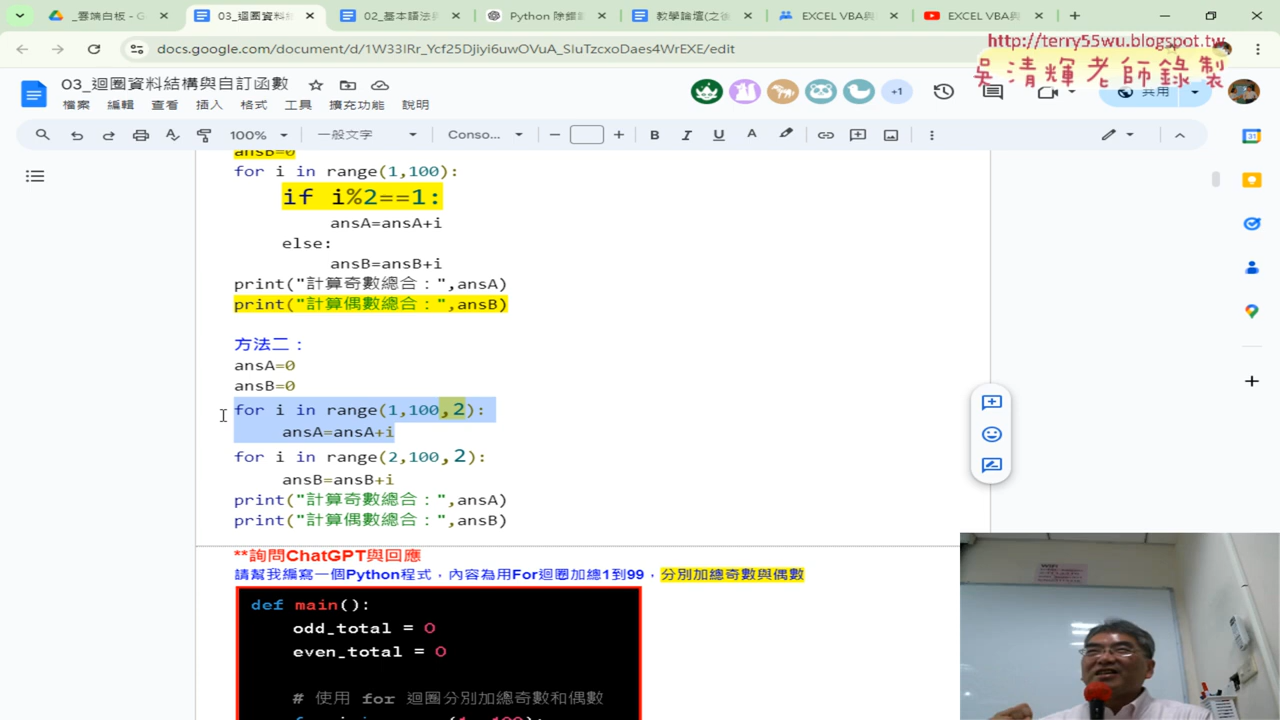 _雲端白板 - G
03_迴圈資料結
02_基本語法
Python 除錯
教學論壇(之後
EXCEL VBA與
EXCEL VBA與
docs.google.com/document/d/1W33IRr_Ycf25Djiyi6uwOVuA_SIuTzcxoDaes4WrEXE/edit
http://terry55wu.blogspot.tw
吳清輝老師錄製
03_迴圈資料結構與自訂函數
檔案 編輯 查看 插入 格式 工具 擴充功能 說明
+1
共用
100% 一般文字 Conso... B I U A
ansB=0
for i in range(1,100):
if i%2==1:
ansA=ansA+i
else:
ansB=ansB+i
print("計算奇數總合：",ansA)
print("計算偶數總合：",ansB)
方法二：
ansA=0
ansB=0
for i in range(1,100,2):
ansA=ansA+i
for i in range(2,100,2):
ansB=ansB+i
print("計算奇數總合：",ansA)
print("計算偶數總合：",ansB)
**詢問ChatGPT與回應
請幫我編寫一個Python程式，內容為用For迴圈加總1到99，分別加總奇數與偶數
def main():
odd_total = 0
even_total = 0
# 使用 for 迴圈分別加總奇數和偶數